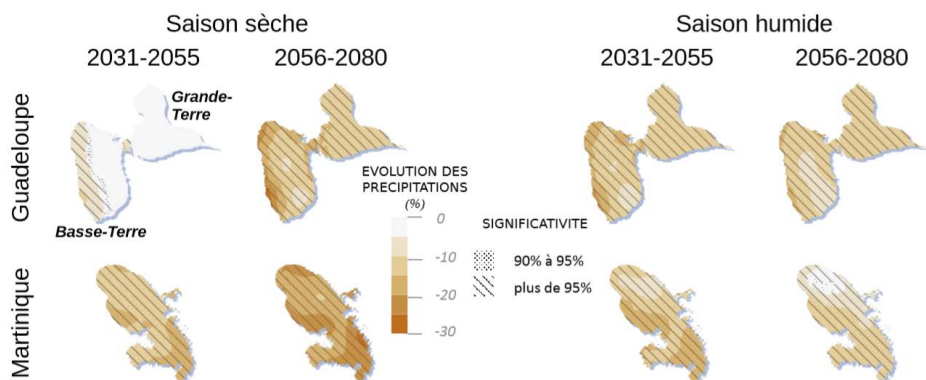 Saison sèche
Saison humide
2031-2055
2056-2080
2031-2055
2056-2080
Guadeloupe
Grande-
Terre
Basse-Terre
EVOLUTION DES
PRECIPITATIONS
(%)
0
-10
-20
-30
SIGNIFICATIVITE
90% à 95%
plus de 95%
Martinique